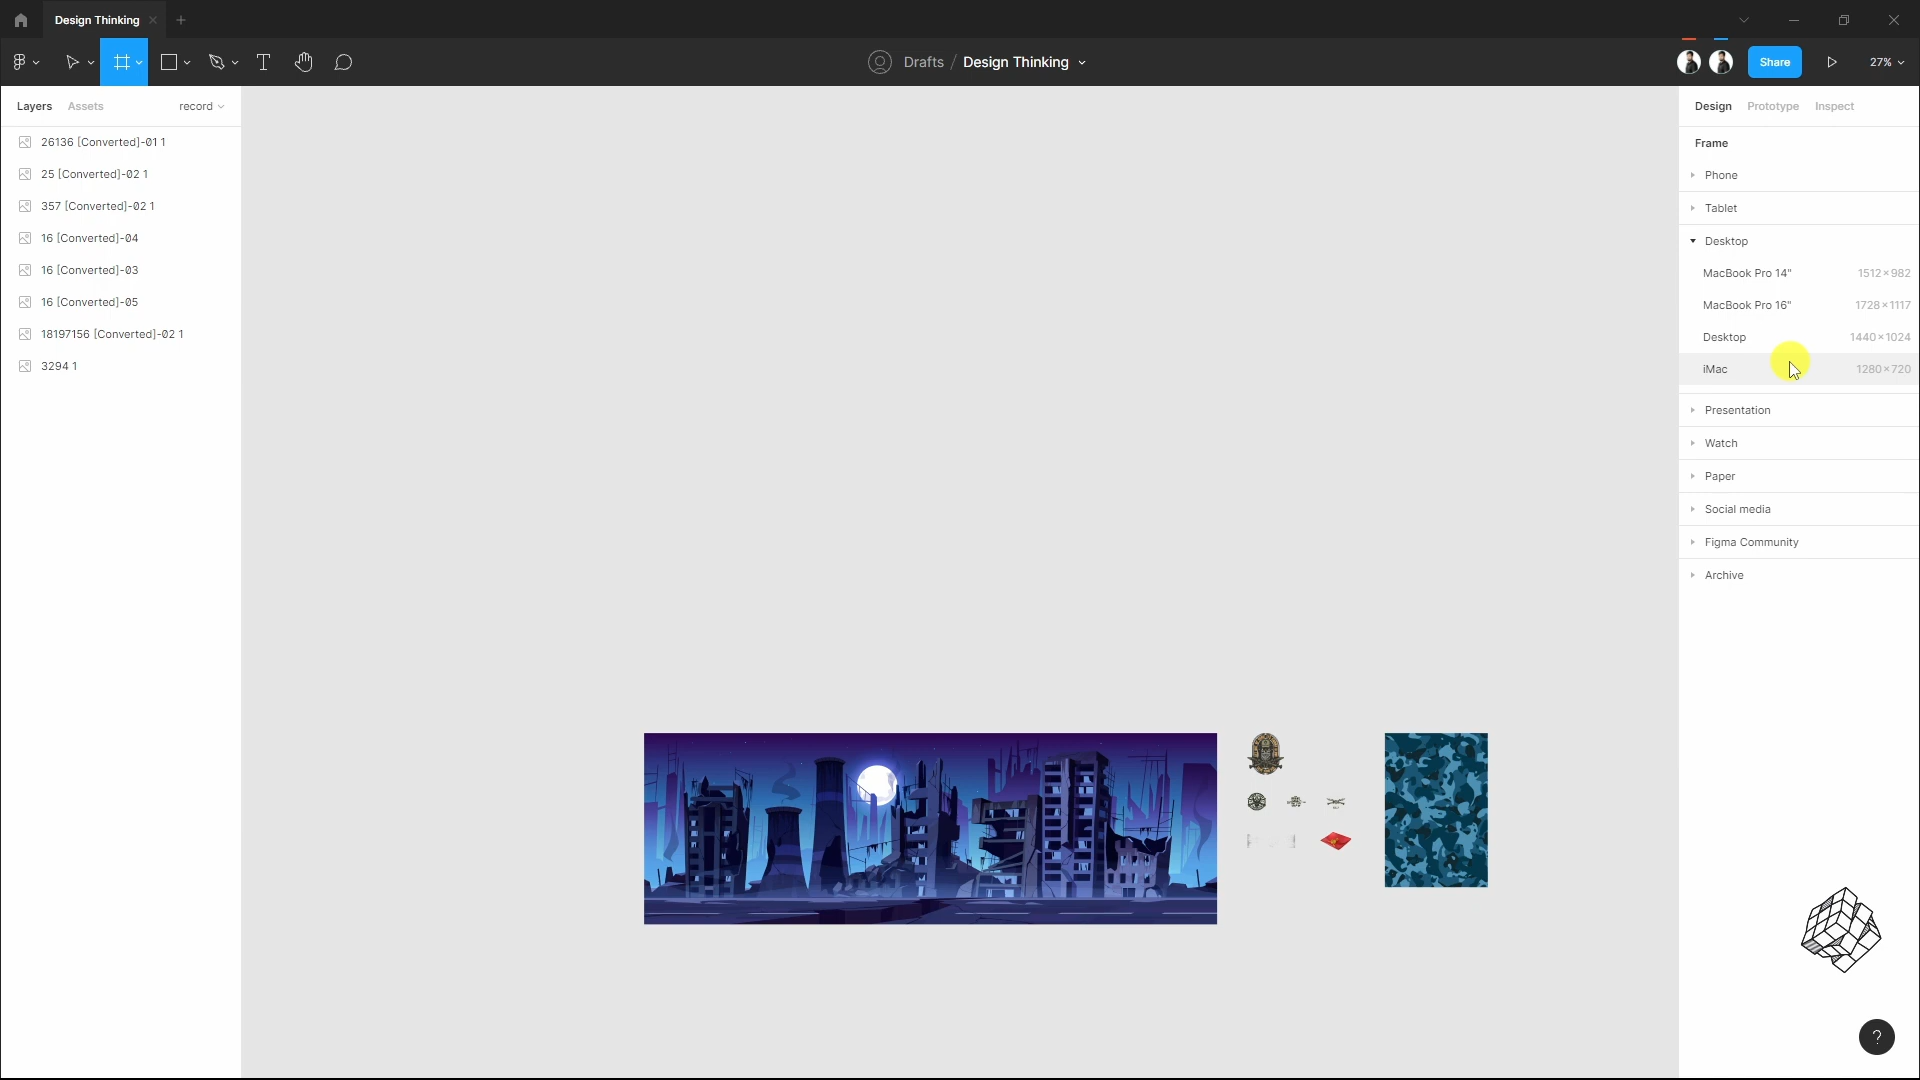 Design Thinking
Drafts / Design Thinking
Share
27%
Layers Assets record
26136 [Converted]-01 1
25 [Converted]-02 1
357 [Converted]-02 1
16 [Converted]-04
16 [Converted]-03
16 [Converted]-05
18197156 [Converted]-02 1
3294 1
Design Prototype Inspect
Frame
Phone
Tablet
Desktop
MacBook Pro 14" 1512×982
MacBook Pro 16" 1728×1117
Desktop 1440×1024
iMac 1280×720
Presentation
Watch
Paper
Social media
Figma Community
Archive
?